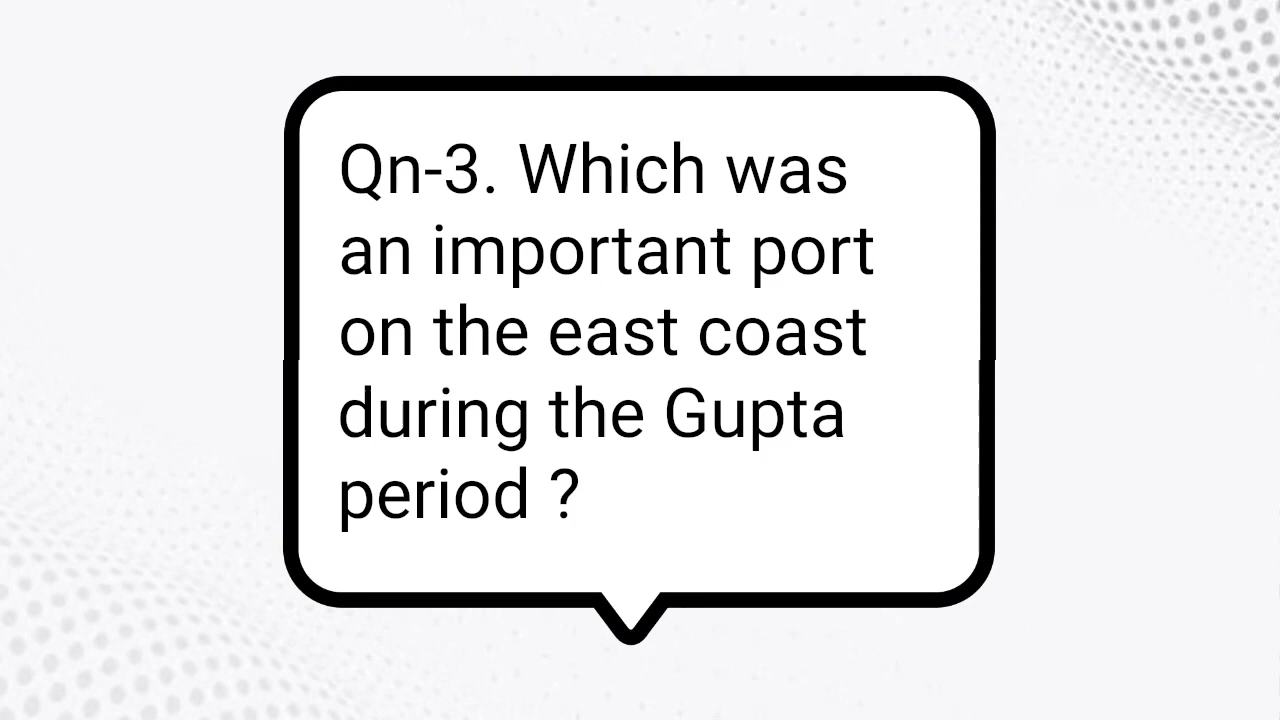 Qn-3. Which was
an important port
on the east coast
during the Gupta
period ?